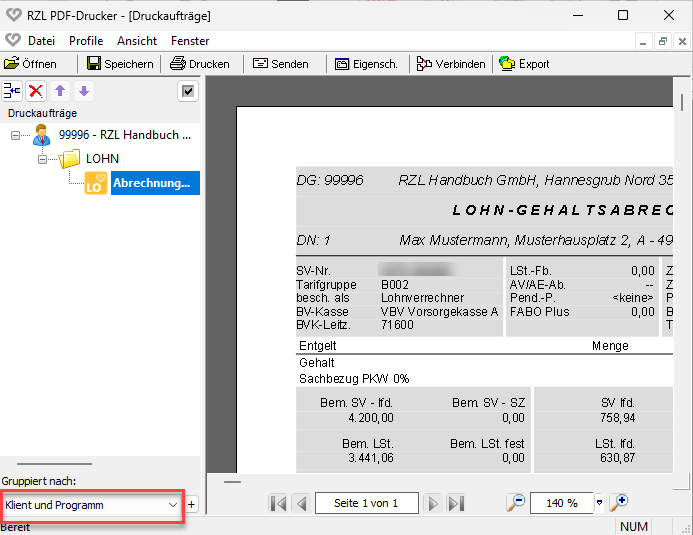 RZL PDF-Drucker - [Druckaufträge]
Datei Profile Ansicht Fenster
Öffnen Speichern Drucken Senden Eigensch. Verbinden Export
Druckaufträge
99996 - RZL Handbuch ...
LOHN
LO Abrechnung...
Gruppiert nach:
Klient und Programm
Bereit
DG: 99996 RZL Handbuch GmbH, Hannesgrub Nord 35
LOHN-GEHALTSABREC
DN: 1 Max Mustermann, Musterhausplatz 2, A - 49
SV-Nr. LSt.-Fb. 0,00 Z
Tarifgruppe B002 AV/AE-Ab. -- Z
besch. als Lohnverrechner Pend.-P. <keine> P
BV-Kasse VBV Vorsorgekasse A FABO Plus 0,00 B
BVK-Leitz. 71600 T
Entgelt Menge
Gehalt
Sachbezug PKW 0%
Bem. SV - lfd. Bem. SV - SZ SV lfd.
4.200,00 0,00 758,94
Bem. LSt. Bem. LSt. fest LSt. lfd.
3.441,06 0,00 630,87
Seite 1 von 1 140 %
NUM